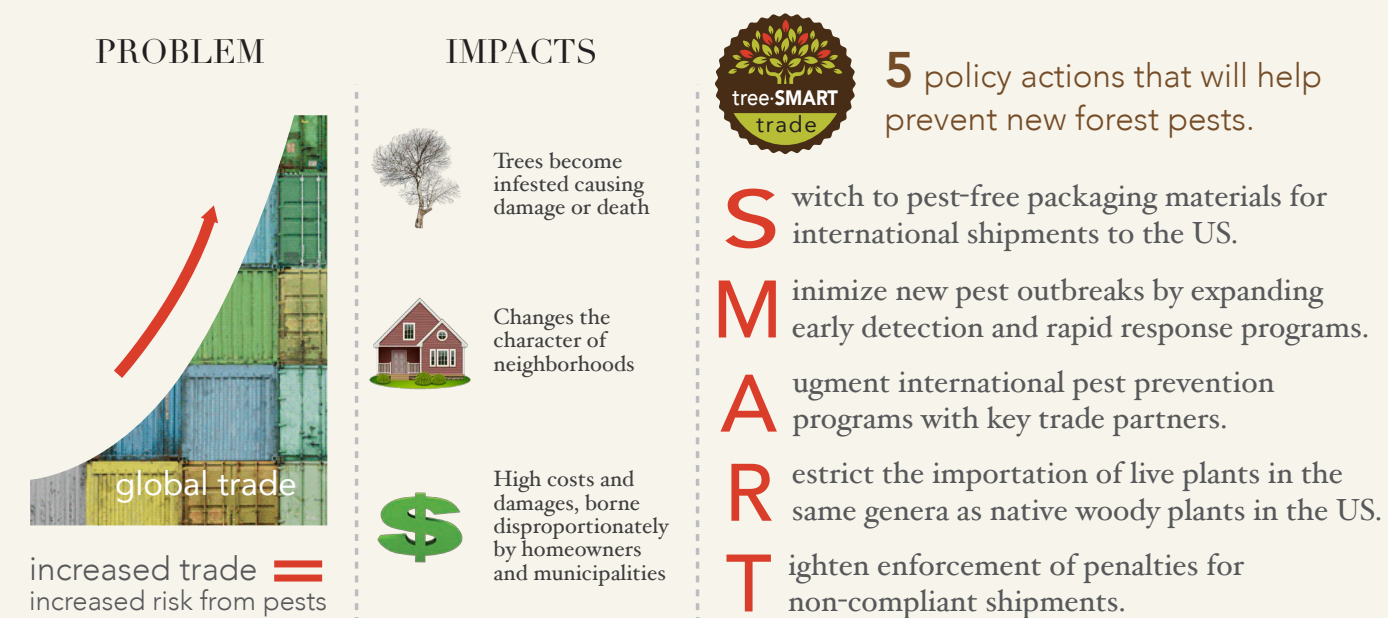 PROBLEM
global trade
increased trade =
increased risk from pests
IMPACTS
Trees become
infested causing
damage or death
Changes the
character of
neighborhoods
$
High costs and
damages, borne
disproportionately
by homeowners
and municipalities
tree·SMART
trade
5 policy actions that will help
prevent new forest pests.
Switch to pest-free packaging materials for
international shipments to the US.
Minimize new pest outbreaks by expanding
early detection and rapid response programs.
Augment international pest prevention
programs with key trade partners.
Restrict the importation of live plants in the
same genera as native woody plants in the US.
Tighten enforcement of penalties for
non-compliant shipments.